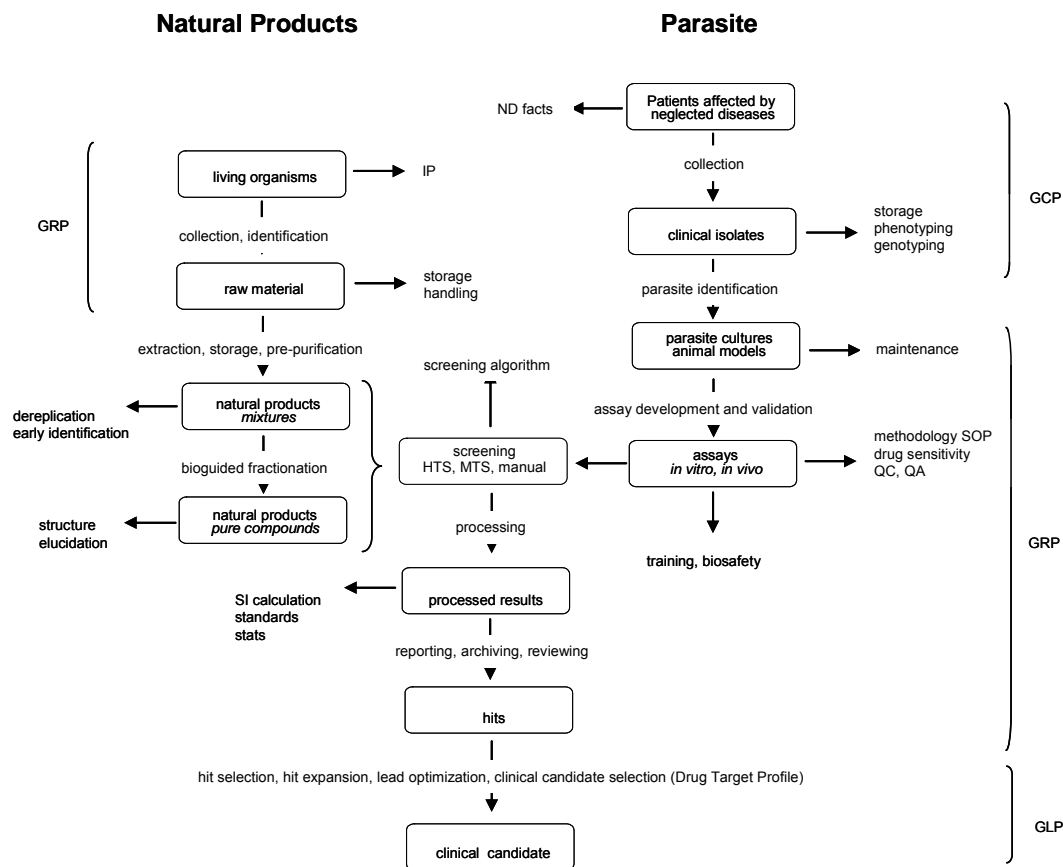 Natural Products
Parasite
ND facts
Patients affected by
neglected diseases
collection
living organisms
IP
GRP
GCP
clinical isolates
storage
phenotyping
genotyping
collection, identification
raw material
storage
handling
parasite identification
parasite cultures
animal models
maintenance
extraction, storage, pre-purification
screening algorithm
natural products
mixtures
dereplication
early identification
assay development and validation
bioguided fractionation
screening
HTS, MTS, manual
assays
in vitro, in vivo
methodology SOP
drug sensitivity
QC, QA
natural products
pure compounds
structure
elucidation
processing
training, biosafety
GRP
SI calculation
standards
stats
processed results
reporting, archiving, reviewing
hits
hit selection, hit expansion, lead optimization, clinical candidate selection (Drug Target Profile)
GLP
clinical candidate